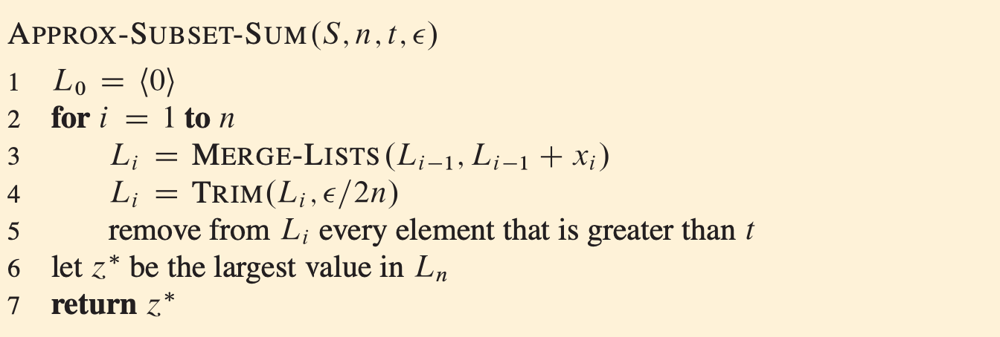 APPROX-SUBSET-SUM(S, n, t, ϵ)
1 L₀ = ⟨0⟩
2 for i = 1 to n
3 Lᵢ = MERGE-LISTS(Lᵢ₋₁, Lᵢ₋₁ + xᵢ)
4 Lᵢ = TRIM(Lᵢ, ϵ/2n)
5 remove from Lᵢ every element that is greater than t
6 let z* be the largest value in Lₙ
7 return z*